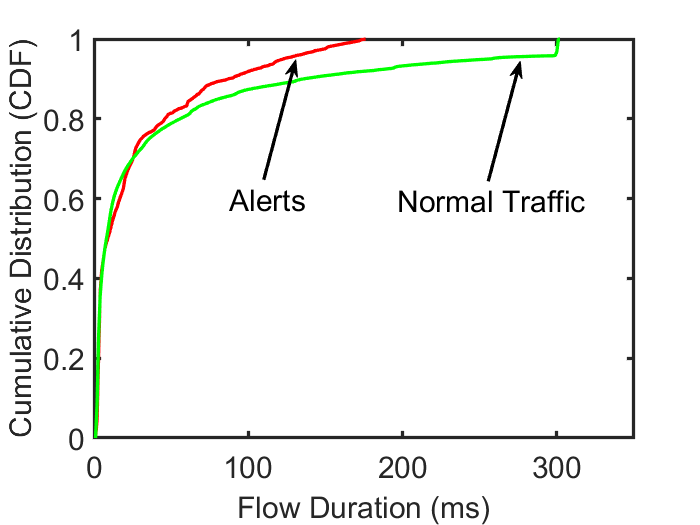 Cumulative Distribution (CDF)
1
0.8
0.6
0.4
0.2
0
Alerts
Normal Traffic
0 100 200 300
Flow Duration (ms)